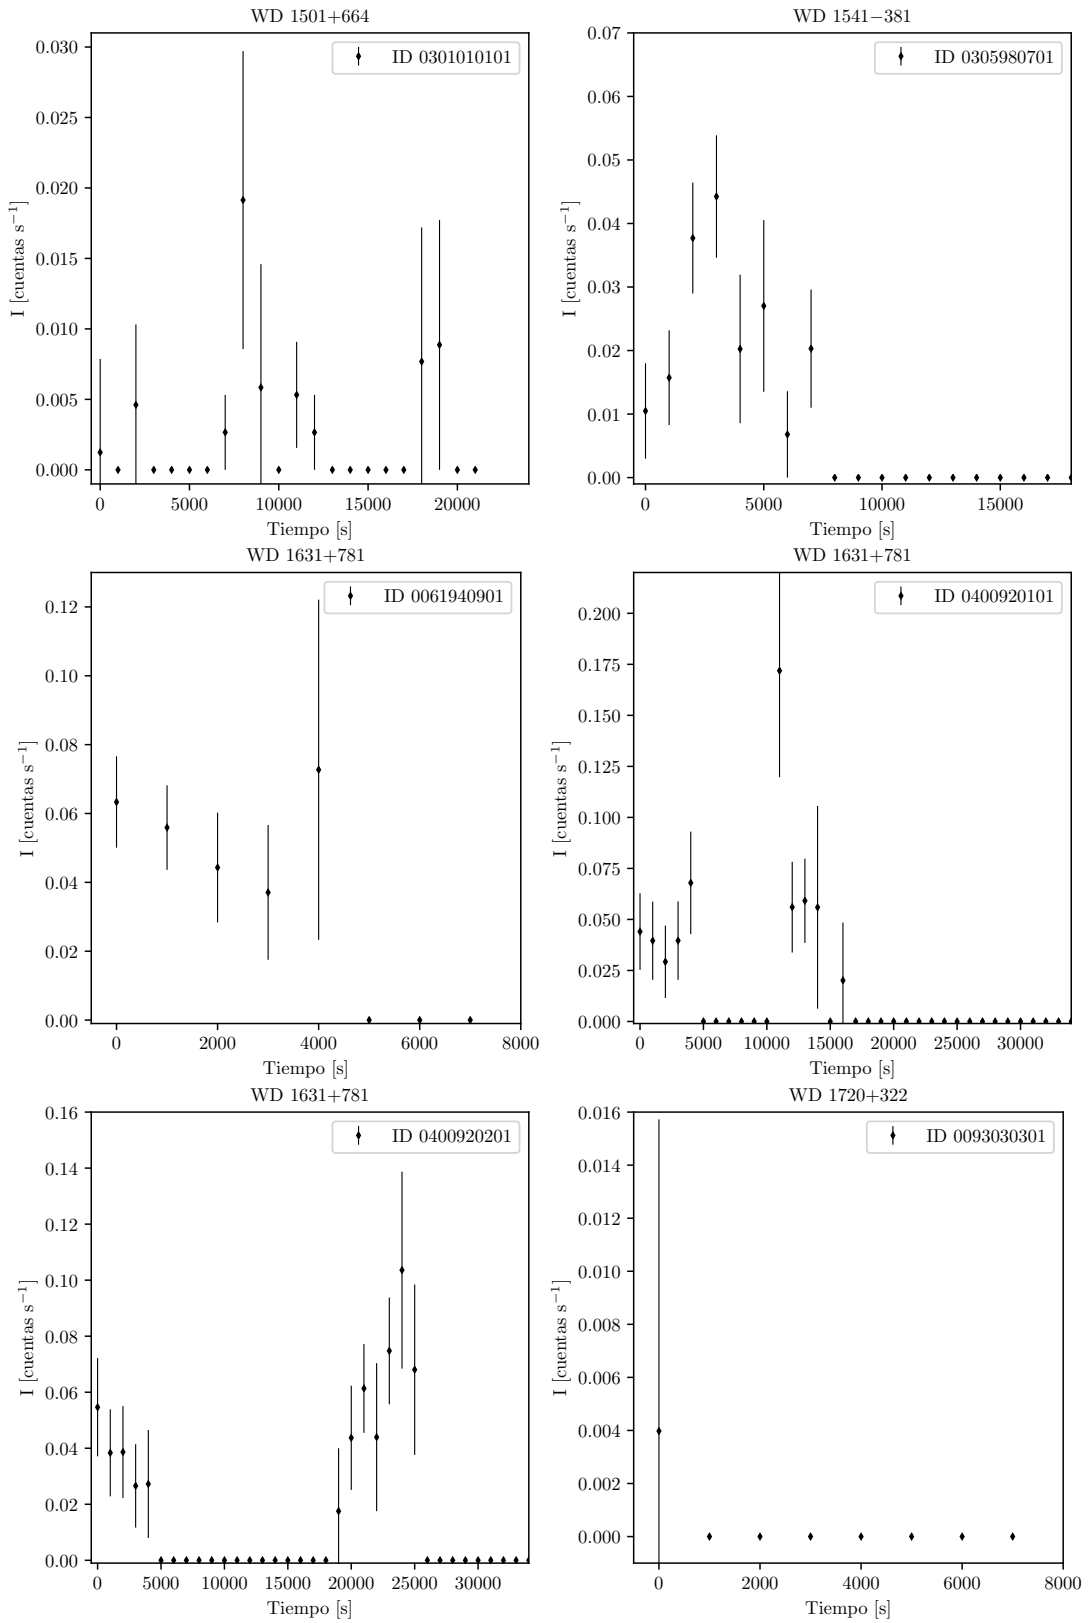 WD 1501+664
ID 0301010101
I [cuentas s⁻¹]
0.030
0.025
0.020
0.015
0.010
0.005
0.000
0 5000 10000 15000 20000
Tiempo [s]
WD 1541−381
ID 0305980701
I [cuentas s⁻¹]
0.07
0.06
0.05
0.04
0.03
0.02
0.01
0.00
0 5000 10000 15000
Tiempo [s]
WD 1631+781
ID 0061940901
I [cuentas s⁻¹]
0.12
0.10
0.08
0.06
0.04
0.02
0.00
0 2000 4000 6000 8000
Tiempo [s]
WD 1631+781
ID 0400920101
I [cuentas s⁻¹]
0.200
0.175
0.150
0.125
0.100
0.075
0.050
0.025
0.000
0 5000 10000 15000 20000 25000 30000
Tiempo [s]
WD 1631+781
ID 0400920201
I [cuentas s⁻¹]
0.16
0.14
0.12
0.10
0.08
0.06
0.04
0.02
0.00
0 5000 10000 15000 20000 25000 30000
Tiempo [s]
WD 1720+322
ID 0093030301
I [cuentas s⁻¹]
0.016
0.014
0.012
0.010
0.008
0.006
0.004
0.002
0.000
0 2000 4000 6000 8000
Tiempo [s]